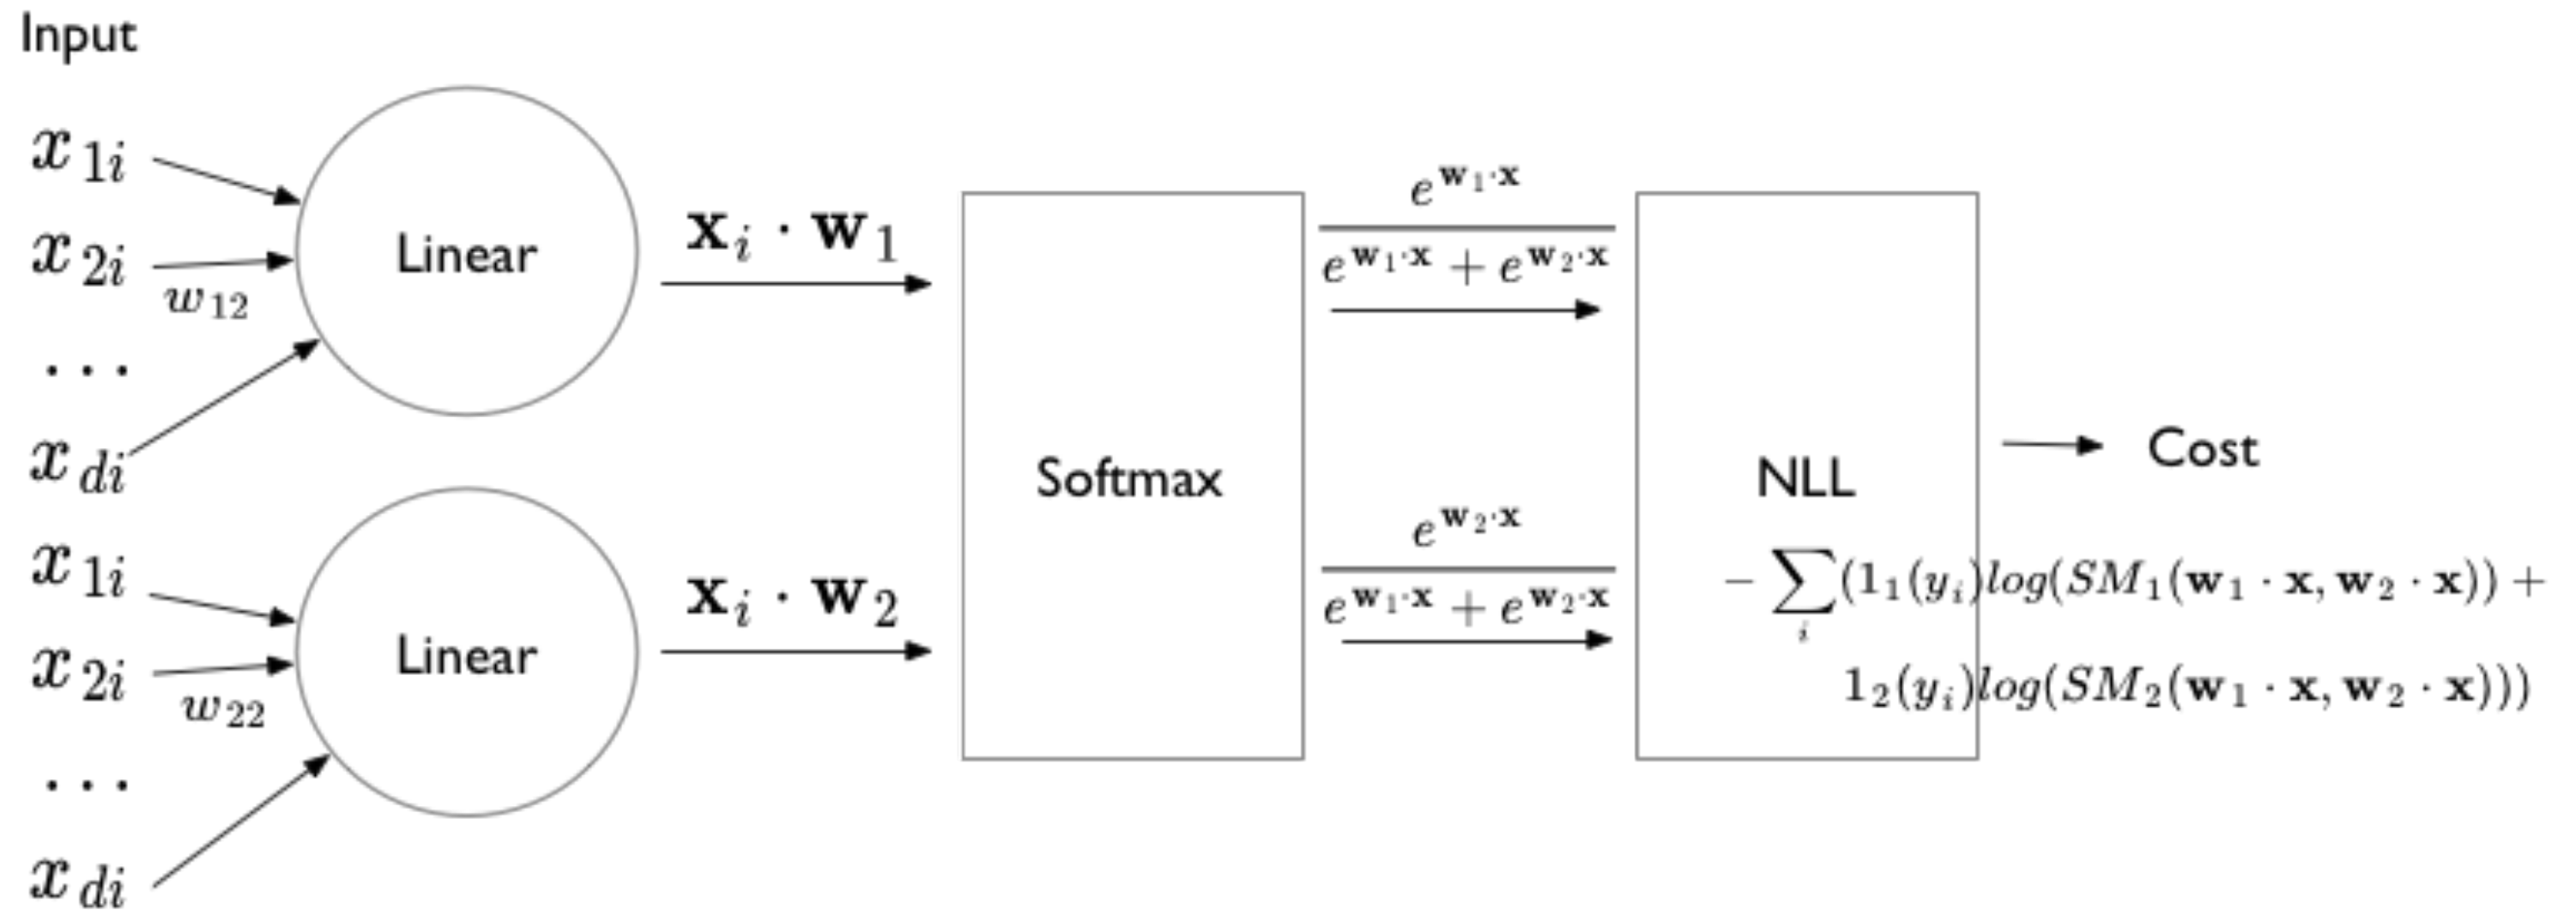 Input
x_{1i}
x_{2i}
w_{12}
...
x_{di}
Linear
x_i · w_1
x_{1i}
x_{2i}
w_{22}
...
x_{di}
Linear
x_i · w_2
Softmax
e^{w_1·x}
e^{w_1·x} + e^{w_2·x}
e^{w_2·x}
e^{w_1·x} + e^{w_2·x}
NLL
- ∑_i (1_1(y_i)log(SM_1(w_1 · x, w_2 · x)) +
1_2(y_i)log(SM_2(w_1 · x, w_2 · x)))
Cost